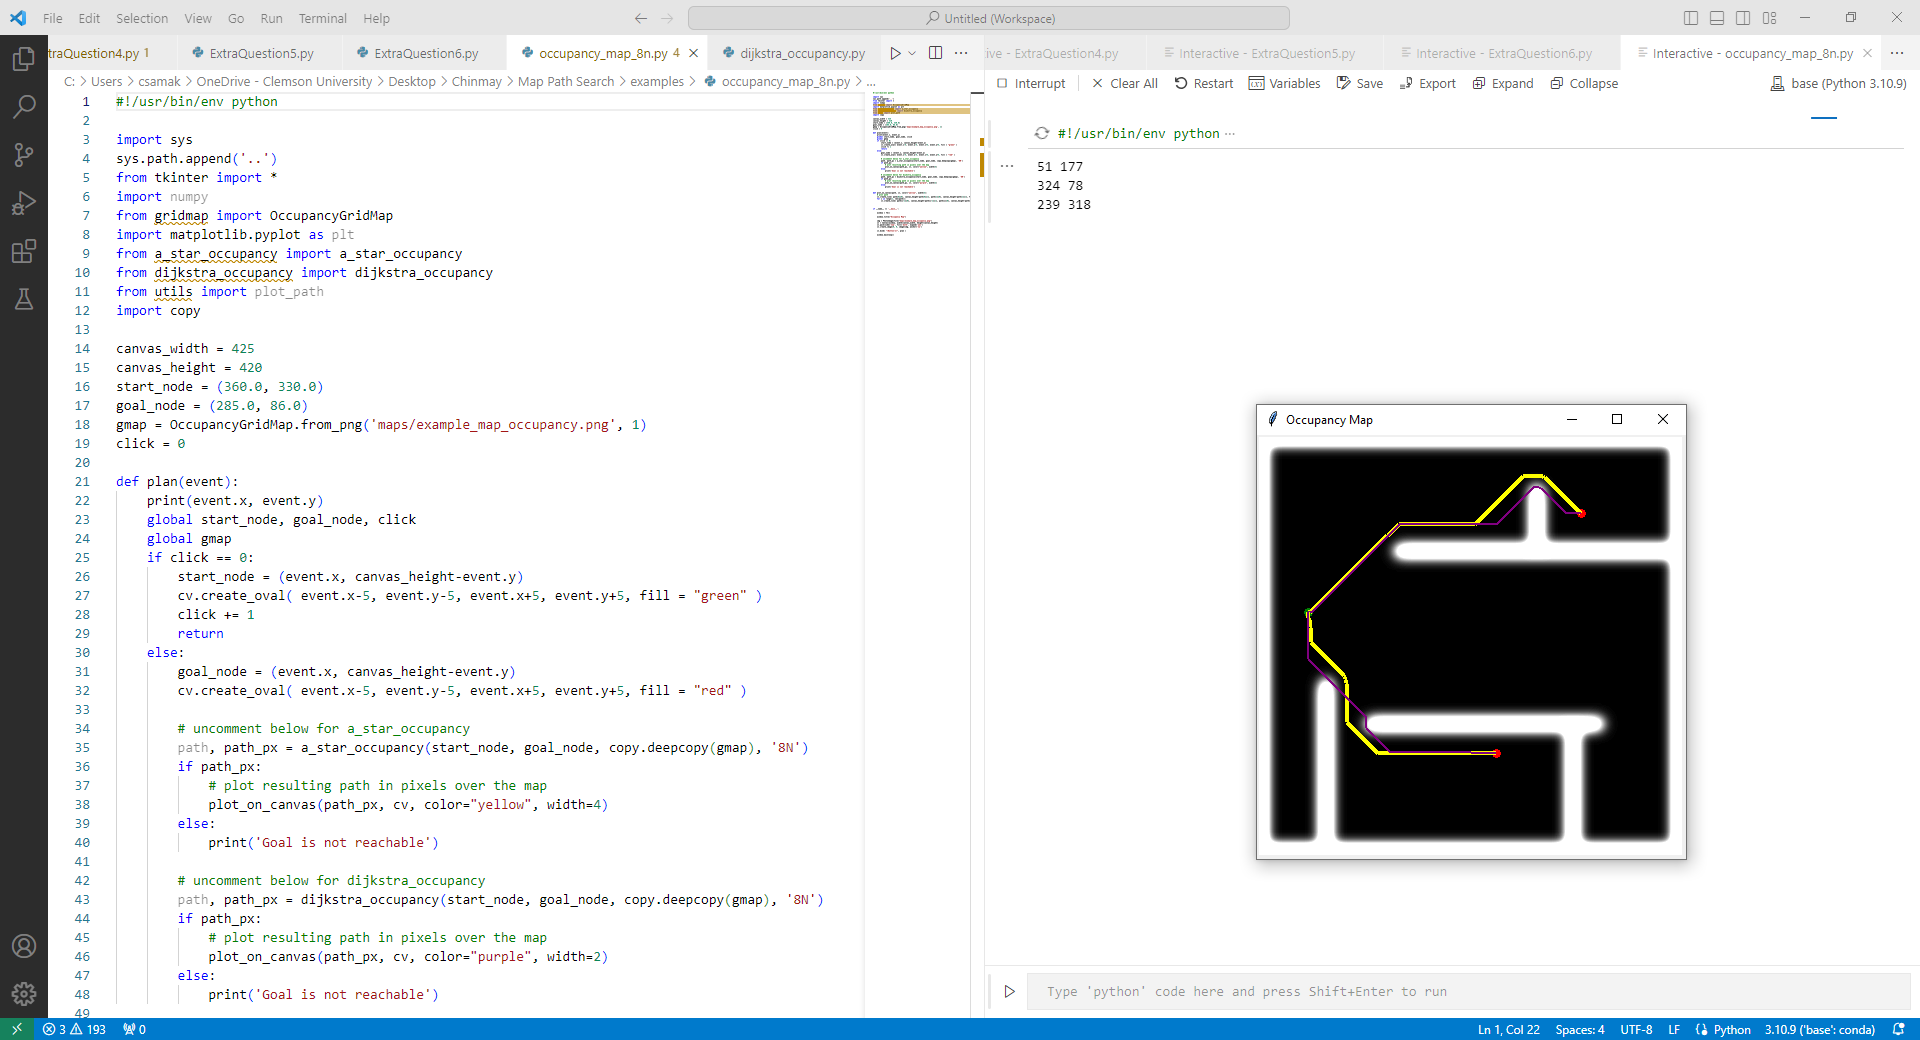 File Edit Selection View Go Run Terminal Help
Untitled (Workspace)
traQuestion4.py 1 ExtraQuestion5.py ExtraQuestion6.py occupancy_map_8n.py 4 dijkstra_occupancy.py
ive - ExtraQuestion4.py Interactive - ExtraQuestion5.py Interactive - ExtraQuestion6.py Interactive - occupancy_map_8n.py
C: > Users > csamak > OneDrive - Clemson University > Desktop > Chinmay > Map Path Search > examples > occupancy_map_8n.py > ...
Interrupt Clear All Restart Variables Save Export Expand Collapse base (Python 3.10.9)
1 #!/usr/bin/env python
2
3 import sys
4 sys.path.append('..')
5 from tkinter import *
6 import numpy
7 from gridmap import OccupancyGridMap
8 import matplotlib.pyplot as plt
9 from a_star_occupancy import a_star_occupancy
10 from dijkstra_occupancy import dijkstra_occupancy
11 from utils import plot_path
12 import copy
13
14 canvas_width = 425
15 canvas_height = 420
16 start_node = (360.0, 330.0)
17 goal_node = (285.0, 86.0)
18 gmap = OccupancyGridMap.from_png('maps/example_map_occupancy.png', 1)
19 click = 0
20
21 def plan(event):
22 print(event.x, event.y)
23 global start_node, goal_node, click
24 global gmap
25 if click == 0:
26 start_node = (event.x, canvas_height-event.y)
27 cv.create_oval( event.x-5, event.y-5, event.x+5, event.y+5, fill = "green" )
28 click += 1
29 return
30 else:
31 goal_node = (event.x, canvas_height-event.y)
32 cv.create_oval( event.x-5, event.y-5, event.x+5, event.y+5, fill = "red" )
33
34 # uncomment below for a_star_occupancy
35 path, path_px = a_star_occupancy(start_node, goal_node, copy.deepcopy(gmap), '8N')
36 if path_px:
37 # plot resulting path in pixels over the map
38 plot_on_canvas(path_px, cv, color="yellow", width=4)
39 else:
40 print('Goal is not reachable')
41
42 # uncomment below for dijkstra_occupancy
43 path, path_px = dijkstra_occupancy(start_node, goal_node, copy.deepcopy(gmap), '8N')
44 if path_px:
45 # plot resulting path in pixels over the map
46 plot_on_canvas(path_px, cv, color="purple", width=2)
47 else:
48 print('Goal is not reachable')
49
#!/usr/bin/env python ...
51 177
324 78
239 318
Occupancy Map
Type 'python' code here and press Shift+Enter to run
3 193 0
Ln 1, Col 22 Spaces: 4 UTF-8 LF Python 3.10.9 ('base': conda)